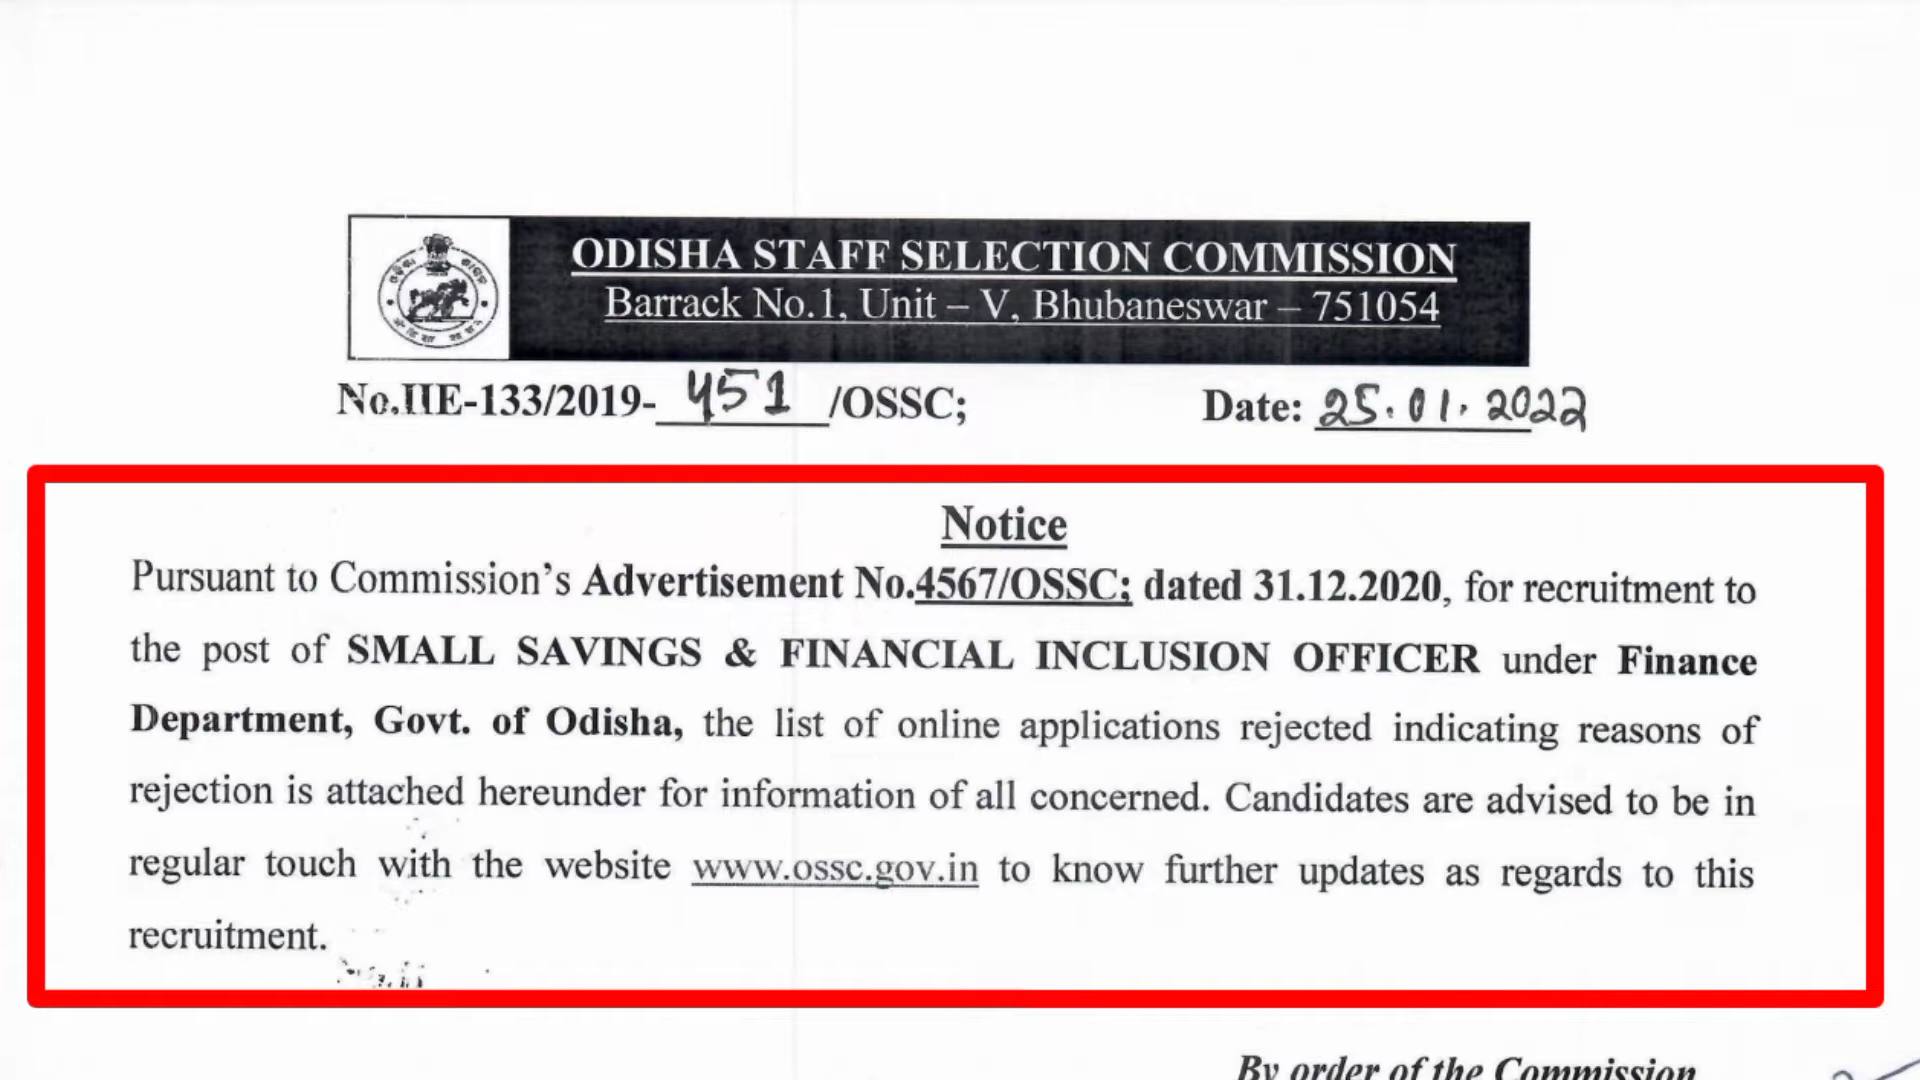 ODISHA STAFF SELECTION COMMISSION
Barrack No.1, Unit – V, Bhubaneswar – 751054
No.IIE-133/2019- 451 /OSSC;
Date: 25.01.2022
Notice
Pursuant to Commission's Advertisement No.4567/OSSC; dated 31.12.2020, for recruitment to
the post of SMALL SAVINGS & FINANCIAL INCLUSION OFFICER under Finance
Department, Govt. of Odisha, the list of online applications rejected indicating reasons of
rejection is attached hereunder for information of all concerned. Candidates are advised to be in
regular touch with the website www.ossc.gov.in to know further updates as regards to this
recruitment.
By order of the Commission